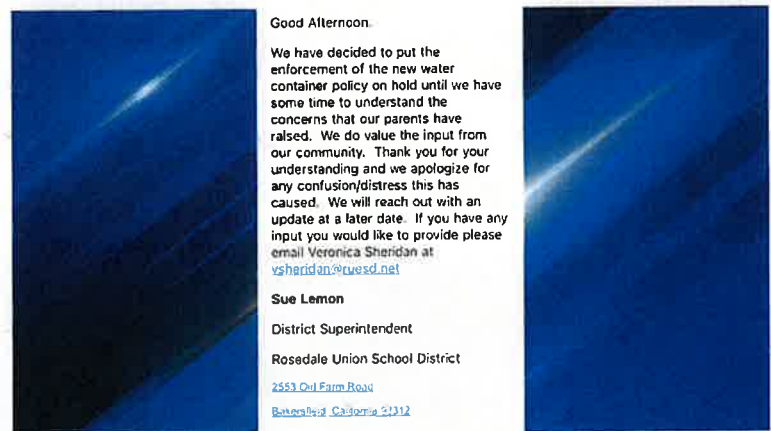 Good Afternoon.
We have decided to put the
enforcement of the new water
container policy on hold until we have
some time to understand the
concerns that our parents have
raised. We do value the input from
our community. Thank you for your
understanding and we apologize for
any confusion/distress this has
caused. We will reach out with an
update at a later date. If you have any
input you would like to provide please
email Veronica Sheridan at
vsheridan@ruesd.net
Sue Lemon
District Superintendent
Rosedale Union School District
2553 Old Farm Road
Bakersfield, California 93312